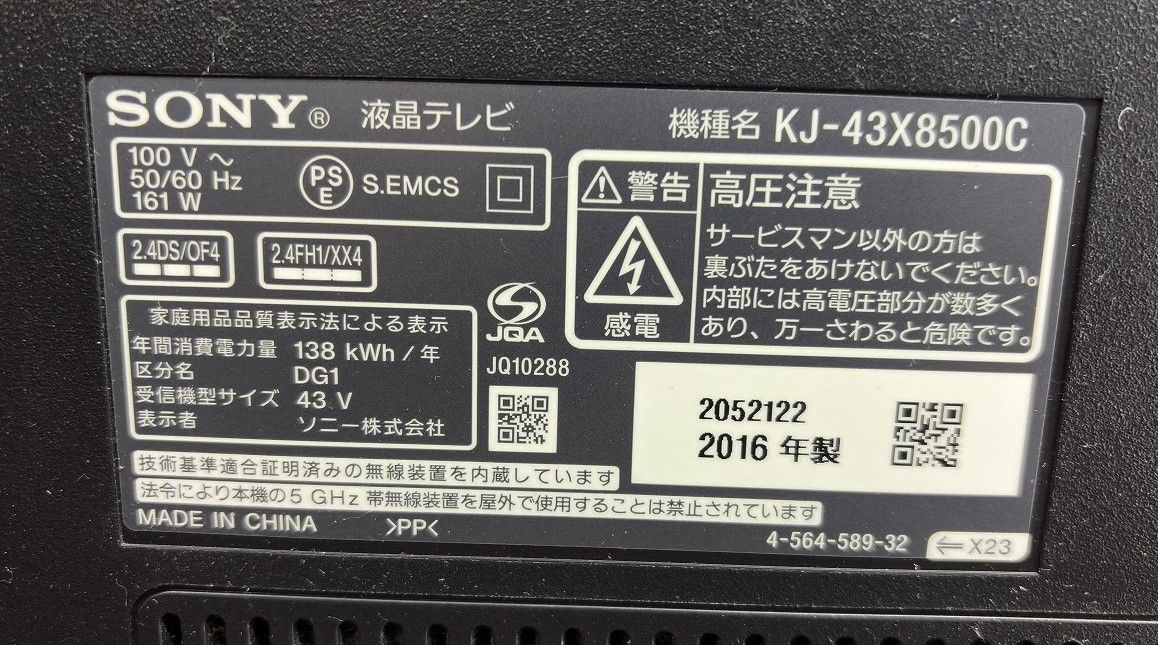 SONY® 液晶テレビ
機種名 KJ-43X8500C
100 V ～
50/60 Hz
161 W
PS
E
S.EMCS
警告
高圧注意
サービスマン以外の方は
裏ぶたをあけないでください。
内部には高電圧部分が数多く
あり、万一さわると危険です。
感電
2.4DS/OF4
2.4FH1/XX4
家庭用品品質表示法による表示
年間消費電力量 138 kWh / 年
区分名 DG1
受信機型サイズ 43 V
表示者 ソニー株式会社
JQA
JQ10288
2052122
2016 年製
技術基準適合証明済みの無線装置を内蔵しています
法令により本機の5 GHz 帯無線装置を屋外で使用することは禁止されています
MADE IN CHINA >PP<
4-564-589-32
⇐ X23